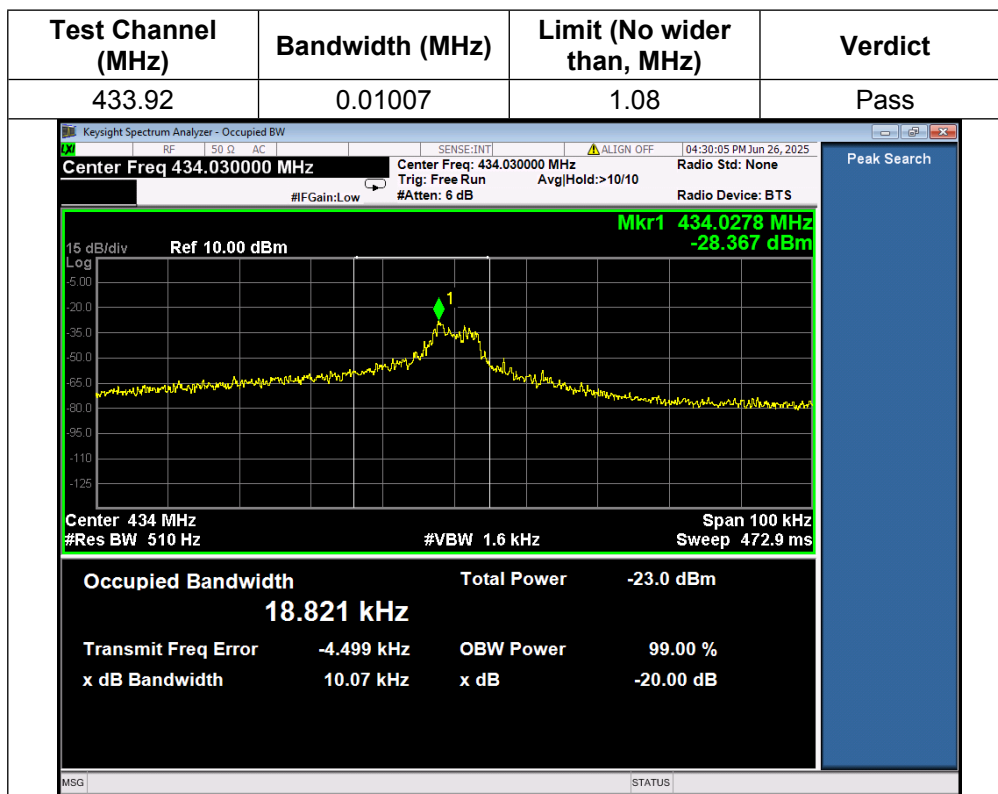 Test Channel (MHz) Bandwidth (MHz) Limit (No wider than, MHz) Verdict
433.92 0.01007 1.08 Pass
Keysight Spectrum Analyzer - Occupied BW
LXI RF 50 Ω AC SENSE:INT ALIGN OFF 04:30:05 PM Jun 26, 2025
Center Freq 434.030000 MHz Center Freq: 434.030000 MHz Radio Std: None Peak Search
Trig: Free Run Avg|Hold:>10/10
#IFGain:Low #Atten: 6 dB Radio Device: BTS
Mkr1 434.0278 MHz
15 dB/div Ref 10.00 dBm -28.367 dBm
Log
-5.00
1
-20.0
-35.0
-50.0
-65.0
-80.0
-95.0
-110
-125
Center 434 MHz Span 100 kHz
#Res BW 510 Hz #VBW 1.6 kHz Sweep 472.9 ms
Occupied Bandwidth Total Power -23.0 dBm
18.821 kHz
Transmit Freq Error -4.499 kHz OBW Power 99.00 %
x dB Bandwidth 10.07 kHz x dB -20.00 dB
MSG STATUS